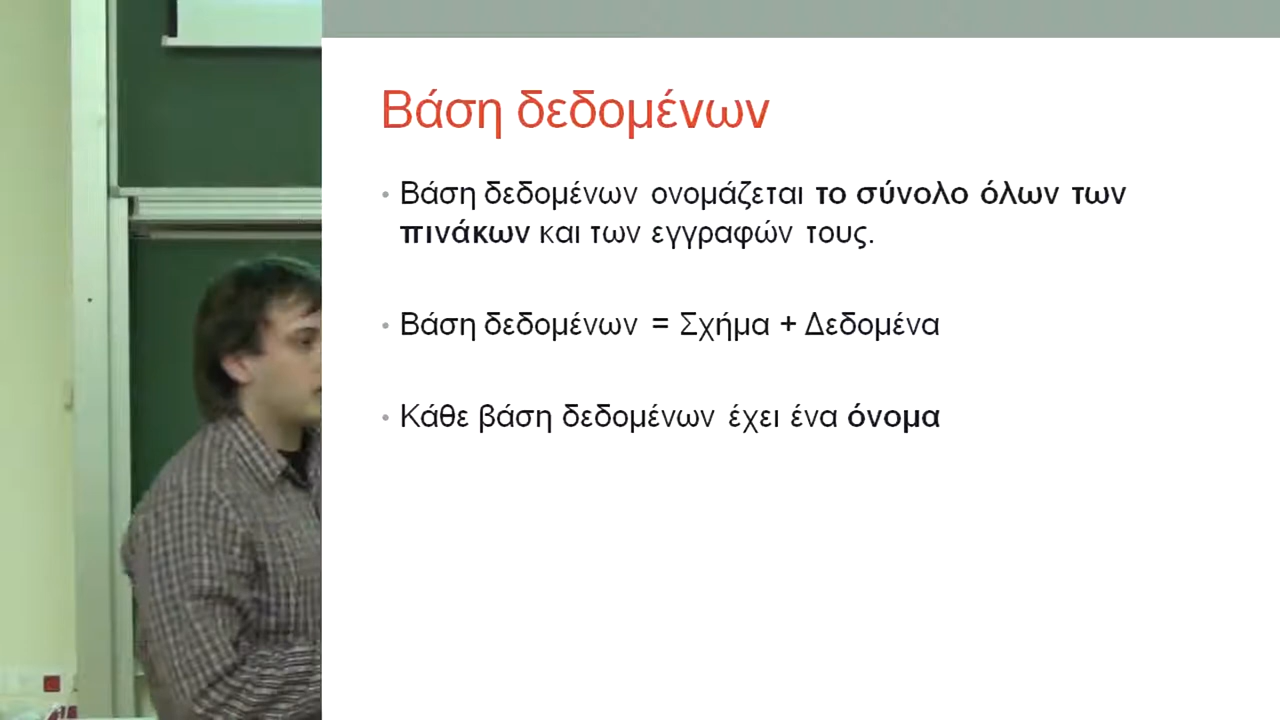 Βάση δεδομένων
• Βάση δεδομένων ονομάζεται το σύνολο όλων των
πινάκων και των εγγραφών τους.
• Βάση δεδομένων = Σχήμα + Δεδομένα
• Κάθε βάση δεδομένων έχει ένα όνομα